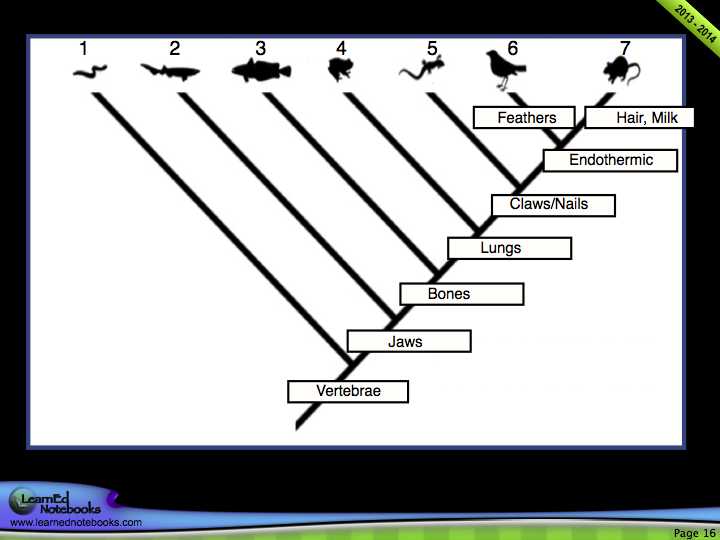 2013 - 2014
1 2 3 4 5 6 7
Feathers
Hair, Milk
Endothermic
Claws/Nails
Lungs
Bones
Jaws
Vertebrae
LearnEd
Notebooks
www.learnednotebooks.com
Page 16